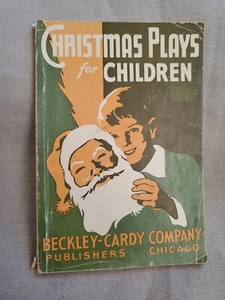 CHRISTMAS PLAYS
for CHILDREN
BECKLEY-CARDY COMPANY
PUBLISHERS CHICAGO